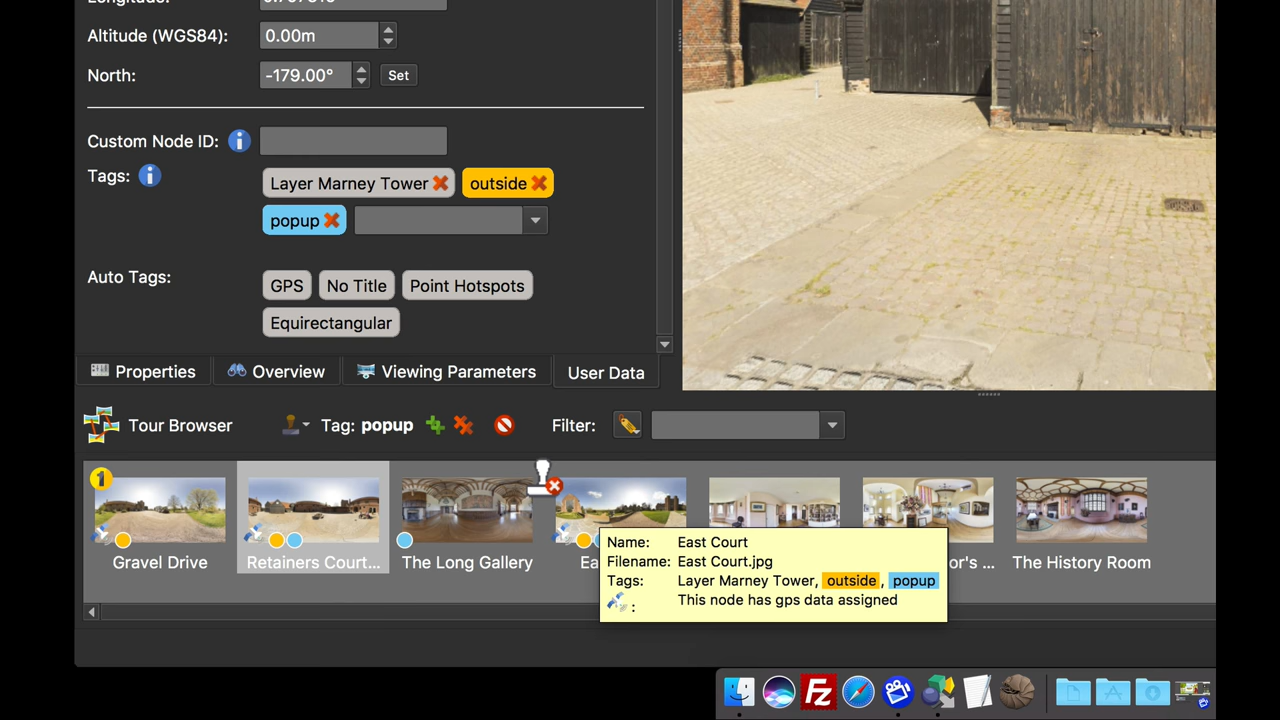 Altitude (WGS84): 0.00m
North: -179.00° Set
Custom Node ID:
Tags: Layer Marney Tower outside
popup
Auto Tags: GPS No Title Point Hotspots
Equirectangular
Properties Overview Viewing Parameters User Data
Tour Browser Tag: popup Filter:
1
Gravel Drive Retainers Court... The Long Gallery Ea or's ... The History Room
Name: East Court
Filename: East Court.jpg
Tags: Layer Marney Tower, outside , popup
: This node has gps data assigned
FZ